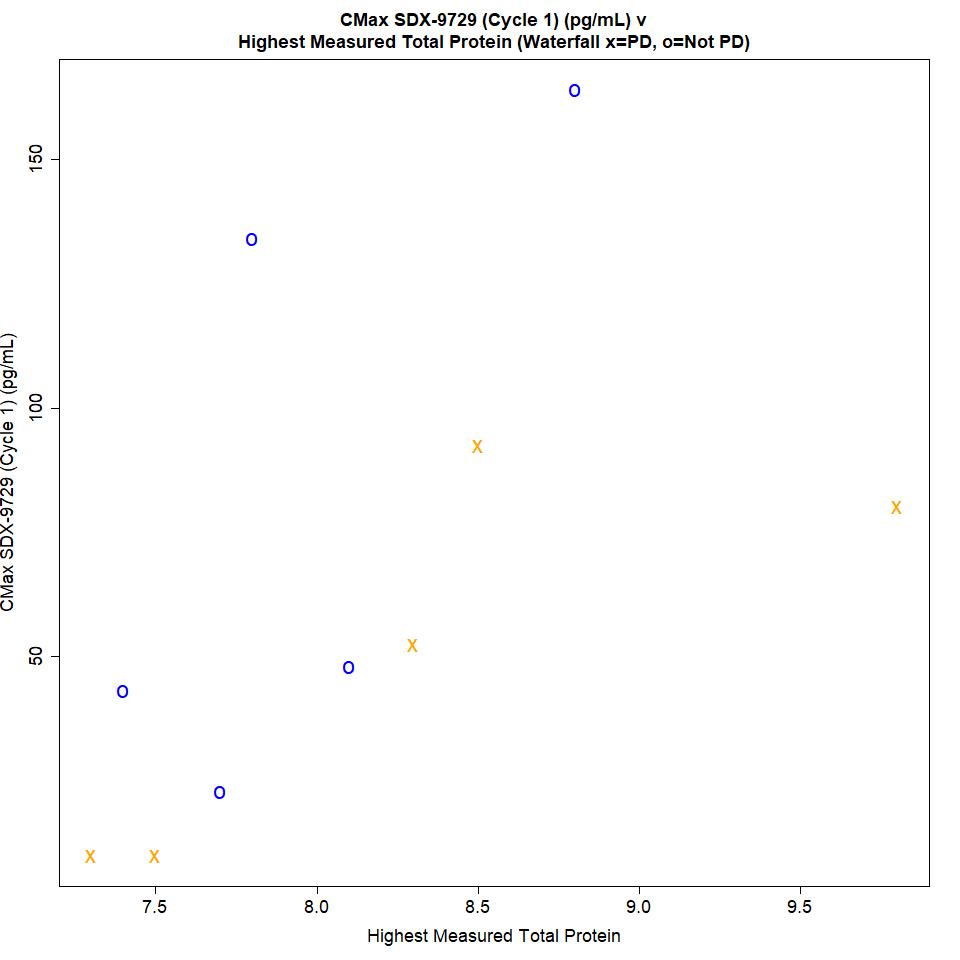 CMax SDX-9729 (Cycle 1) (pg/mL) v
Highest Measured Total Protein (Waterfall x=PD, o=Not PD)
CMax SDX-9729 (Cycle 1) (pg/mL)
150
100
50
o
o
x
x
x
o
o
o
x
x
7.5 8.0 8.5 9.0 9.5
Highest Measured Total Protein